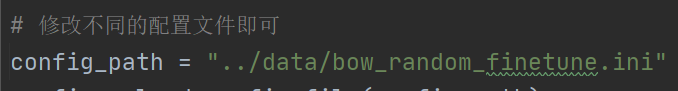 # 修改不同的配置文件即可
config_path = "../data/bow_random_finetune.ini"